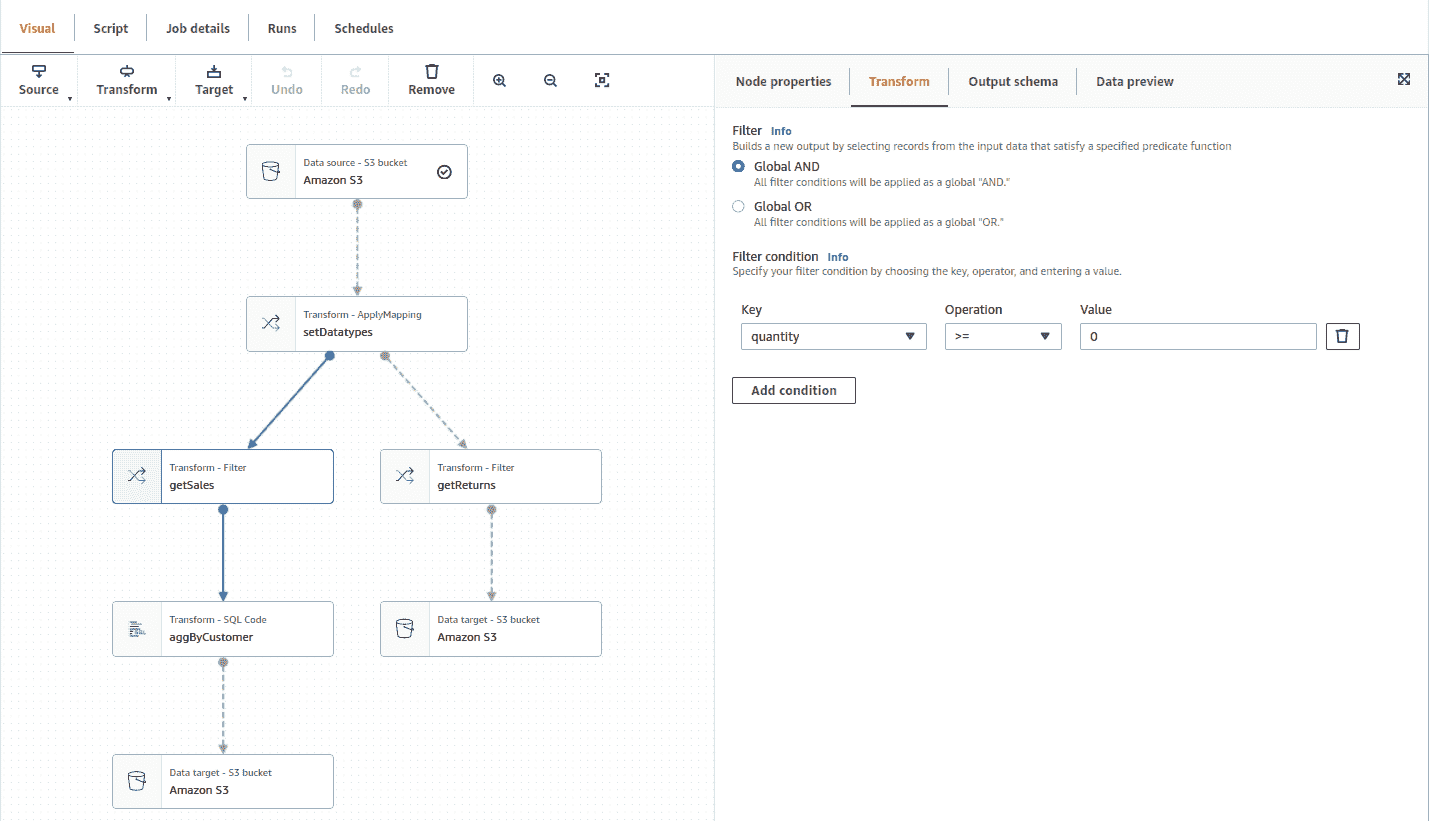 Visual
Script
Job details
Runs
Schedules
Source
Transform
Target
Undo
Redo
Remove
Data source - S3 bucket
Amazon S3
Transform - ApplyMapping
setDatatypes
Transform - Filter
getSales
Transform - Filter
getReturns
Transform - SQL Code
aggByCustomer
Data target - S3 bucket
Amazon S3
Data target - S3 bucket
Amazon S3
Node properties
Transform
Output schema
Data preview
Filter Info
Builds a new output by selecting records from the input data that satisfy a specified predicate function
Global AND
All filter conditions will be applied as a global "AND."
Global OR
All filter conditions will be applied as a global "OR."
Filter condition Info
Specify your filter condition by choosing the key, operator, and entering a value.
Key
Operation
Value
quantity
>=
0
Add condition